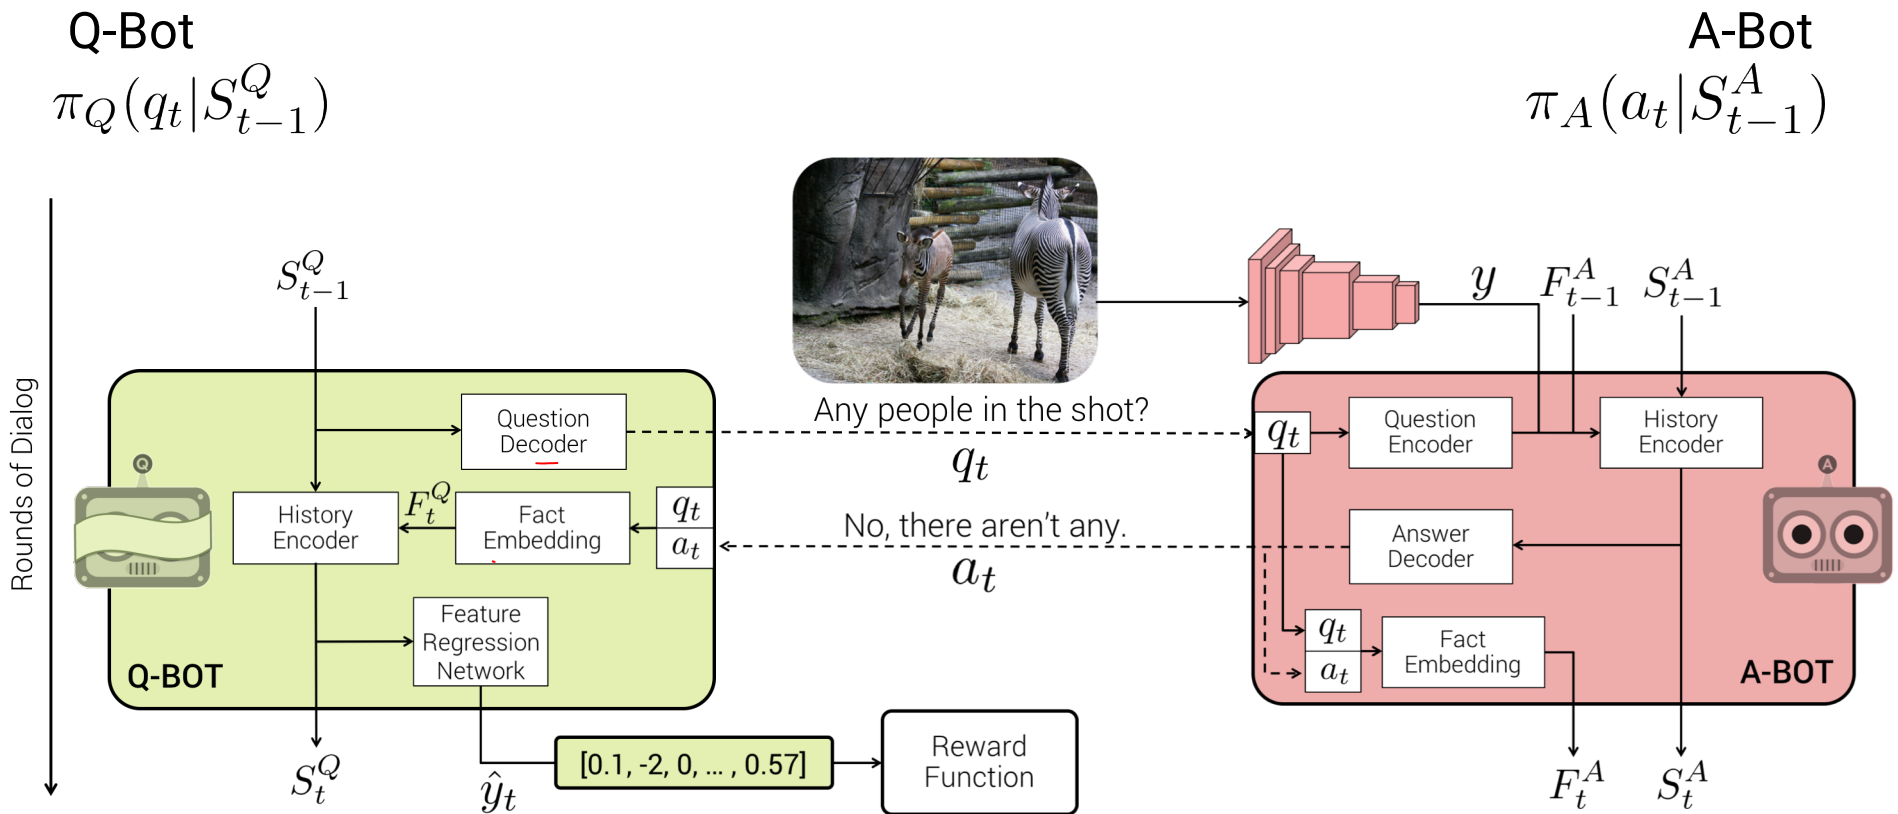 Q-Bot
π_Q(q_t|S^Q_{t−1})
A-Bot
π_A(a_t|S^A_{t−1})
Rounds of Dialog
S^Q_{t−1}
y
F^A_{t−1}
S^A_{t−1}
Question
Decoder
Any people in the shot?
q_t
q_t
Question
Encoder
History
Encoder
Q
A
History
Encoder
F^Q_t
Fact
Embedding
q_t
a_t
No, there aren't any.
a_t
Answer
Decoder
Feature
Regression
Network
q_t
a_t
Fact
Embedding
Q-BOT
A-BOT
S^Q_t
ŷ_t
[0.1, -2, 0, ... , 0.57]
Reward
Function
F^A_t
S^A_t